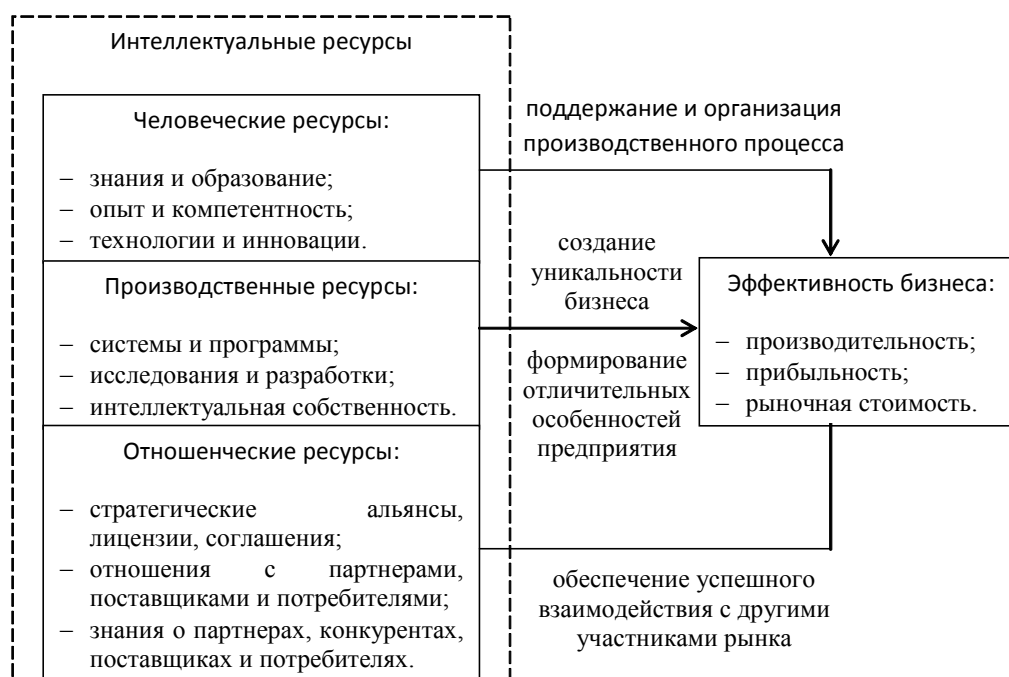 Интеллектуальные ресурсы
Человеческие ресурсы:
– знания и образование;
– опыт и компетентность;
– технологии и инновации.
Производственные ресурсы:
– системы и программы;
– исследования и разработки;
– интеллектуальная собственность.
Отношенческие ресурсы:
– стратегические альянсы,
лицензии, соглашения;
– отношения с партнерами,
поставщиками и потребителями;
– знания о партнерах, конкурентах,
поставщиках и потребителях.
поддержание и организация
производственного процесса
создание
уникальности
бизнеса
формирование
отличительных
особенностей
предприятия
обеспечение успешного
взаимодействия с другими
участниками рынка
Эффективность бизнеса:
– производительность;
– прибыльность;
– рыночная стоимость.